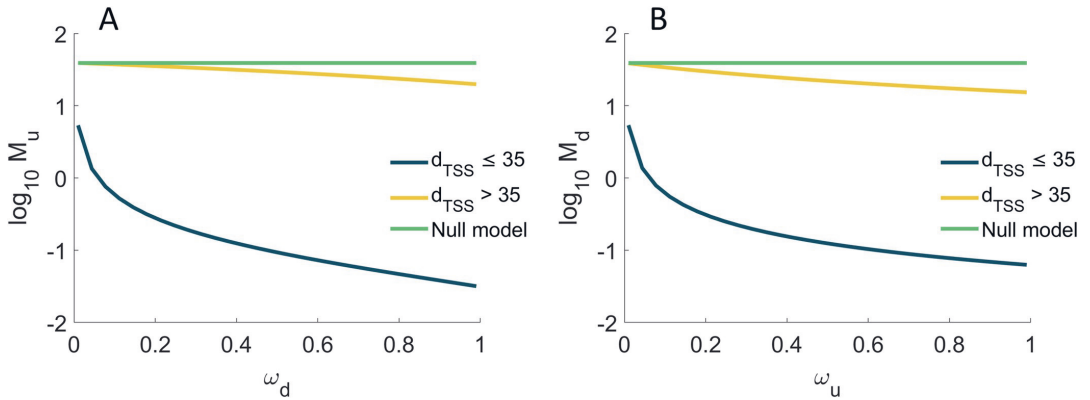 A
2
1
0
-1
-2
log10 Mu
dTSS ≤ 35
dTSS > 35
Null model
0 0.2 0.4 0.6 0.8 1
ωd
B
2
1
0
-1
-2
log10 Md
dTSS ≤ 35
dTSS > 35
Null model
0 0.2 0.4 0.6 0.8 1
ωu